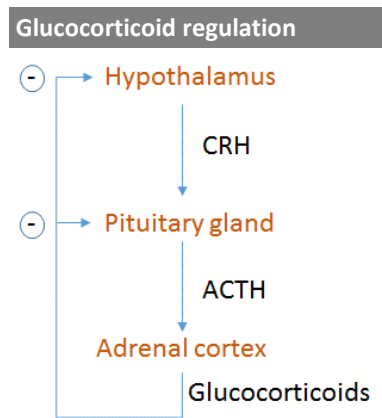 Glucocorticoid regulation
- Hypothalamus
CRH
- Pituitary gland
ACTH
Adrenal cortex
Glucocorticoids